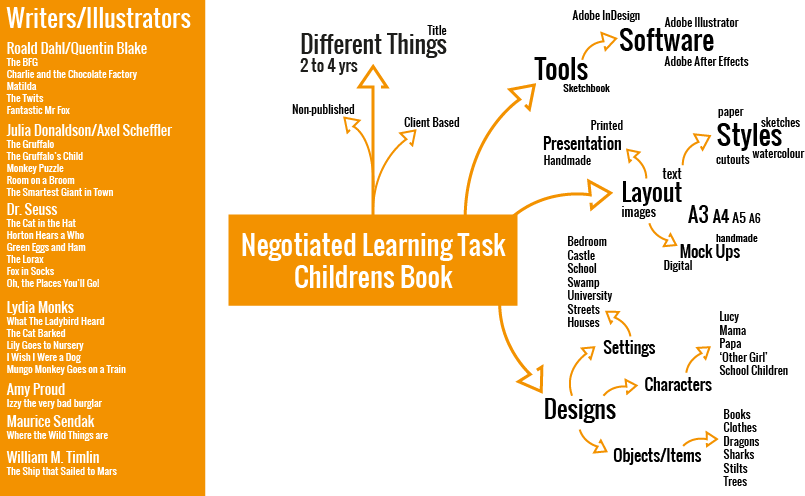 Writers/Illustrators
Roald Dahl/Quentin Blake
The BFG
Charlie and the Chocolate Factory
Matilda
The Twits
Fantastic Mr Fox
Julia Donaldson/Axel Scheffler
The Gruffalo
The Gruffalo's Child
Monkey Puzzle
Room on a Broom
The Smartest Giant in Town
Dr. Seuss
The Cat in the Hat
Horton Hears a Who
Green Eggs and Ham
The Lorax
Fox in Socks
Oh, the Places You'll Go!
Lydia Monks
What The Ladybird Heard
The Cat Barked
Lily Goes to Nursery
I Wish I Were a Dog
Mungo Monkey Goes on a Train
Amy Proud
Izzy the very bad burglar
Maurice Sendak
Where the Wild Things are
William M. Timlin
The Ship that Sailed to Mars
Title
Different Things
2 to 4 yrs
Non-published
Client Based
Negotiated Learning Task
Childrens Book
Tools
Sketchbook
Adobe InDesign
Software
Adobe Illustrator
Adobe After Effects
Printed
Presentation
Handmade
text
Layout
images
paper
Styles
sketches
cutouts
watercolour
A3 A4 A5 A6
handmade
Mock Ups
Digital
Designs
Settings
Bedroom
Castle
School
Swamp
University
Streets
Houses
Characters
Lucy
Mama
Papa
'Other Girl'
School Children
Objects/Items
Books
Clothes
Dragons
Sharks
Stilts
Trees